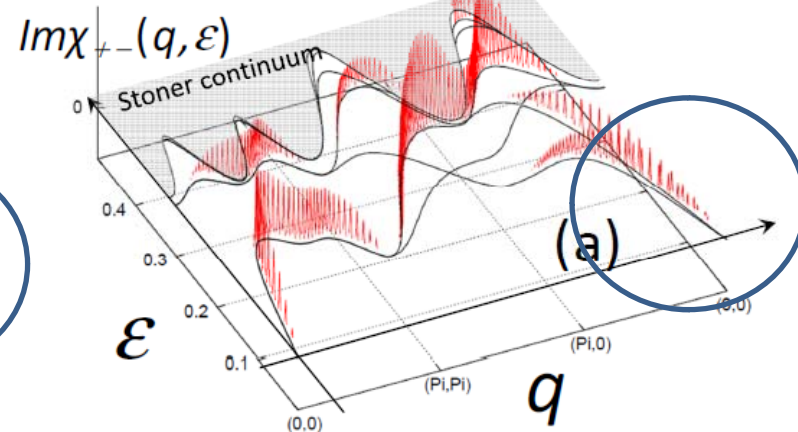 Imχ+−(q,ε)
Stoner continuum
0
0.4
0.3
0.2
0.1
ε
(a)
(0,0)
(Pi,0)
(Pi,Pi)
q
(0,0)